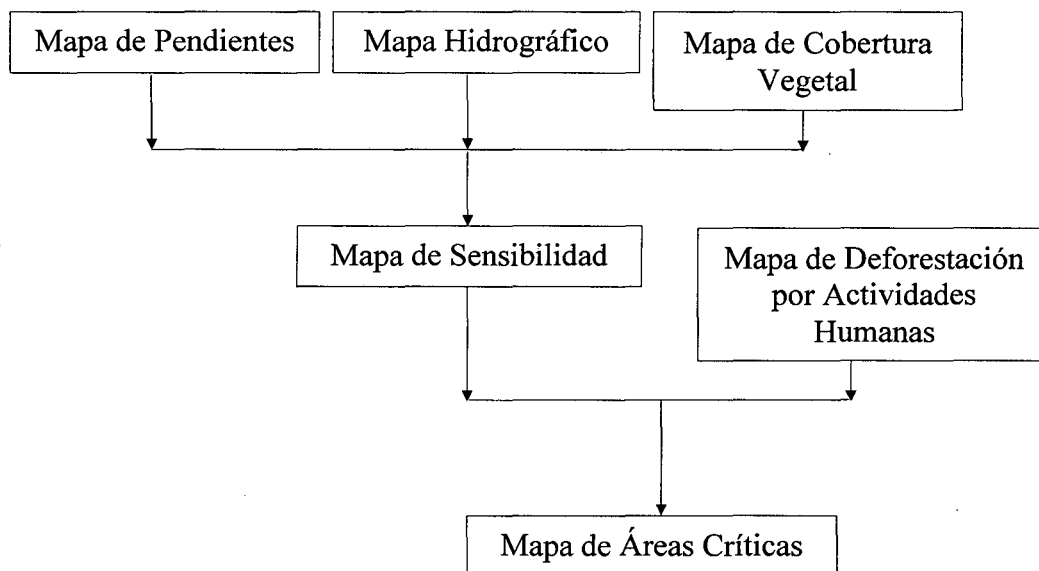 Mapa de Pendientes
Mapa Hidrográfico
Mapa de Cobertura
Vegetal
Mapa de Sensibilidad
Mapa de Deforestación
por Actividades
Humanas
Mapa de Áreas Críticas